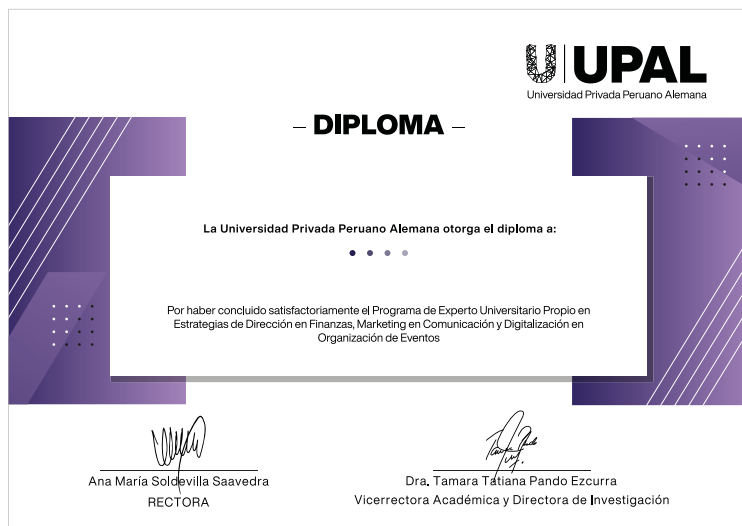 UPAL
Universidad Privada Peruano Alemana
– DIPLOMA –
La Universidad Privada Peruano Alemana otorga el diploma a:
Por haber concluido satisfactoriamente el Programa de Experto Universitario Propio en
Estrategias de Dirección en Finanzas, Marketing en Comunicación y Digitalización en
Organización de Eventos
Ana María Soldevilla Saavedra
RECTORA
Dra. Tamara Tatiana Pando Ezcurra
Vicerrectora Académica y Directora de Investigación